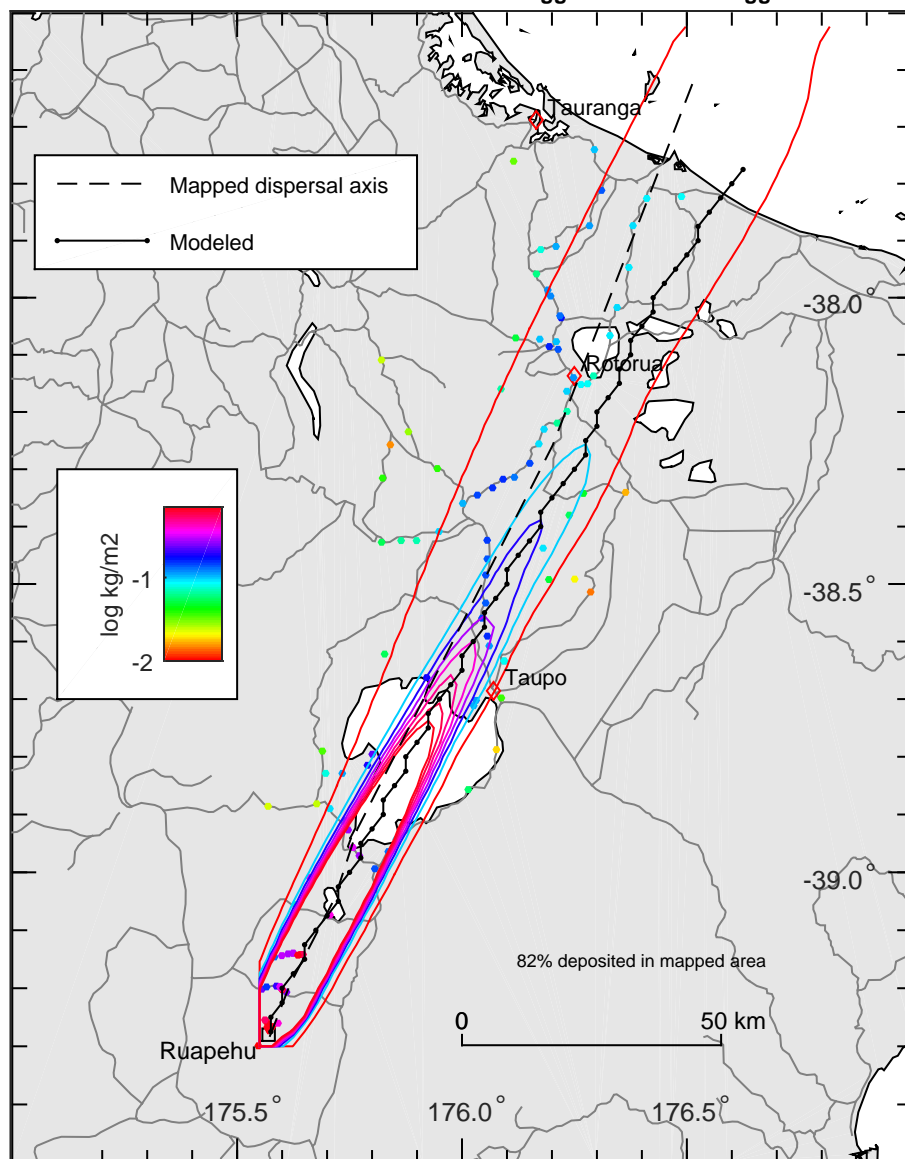 Tauranga
Mapped dispersal axis
Modeled
-38.0°
Rotorua
log kg/m2
-1
-2
-38.5°
Taupo
-39.0°
82% deposited in mapped area
0 50 km
Ruapehu
175.5° 176.0° 176.5°